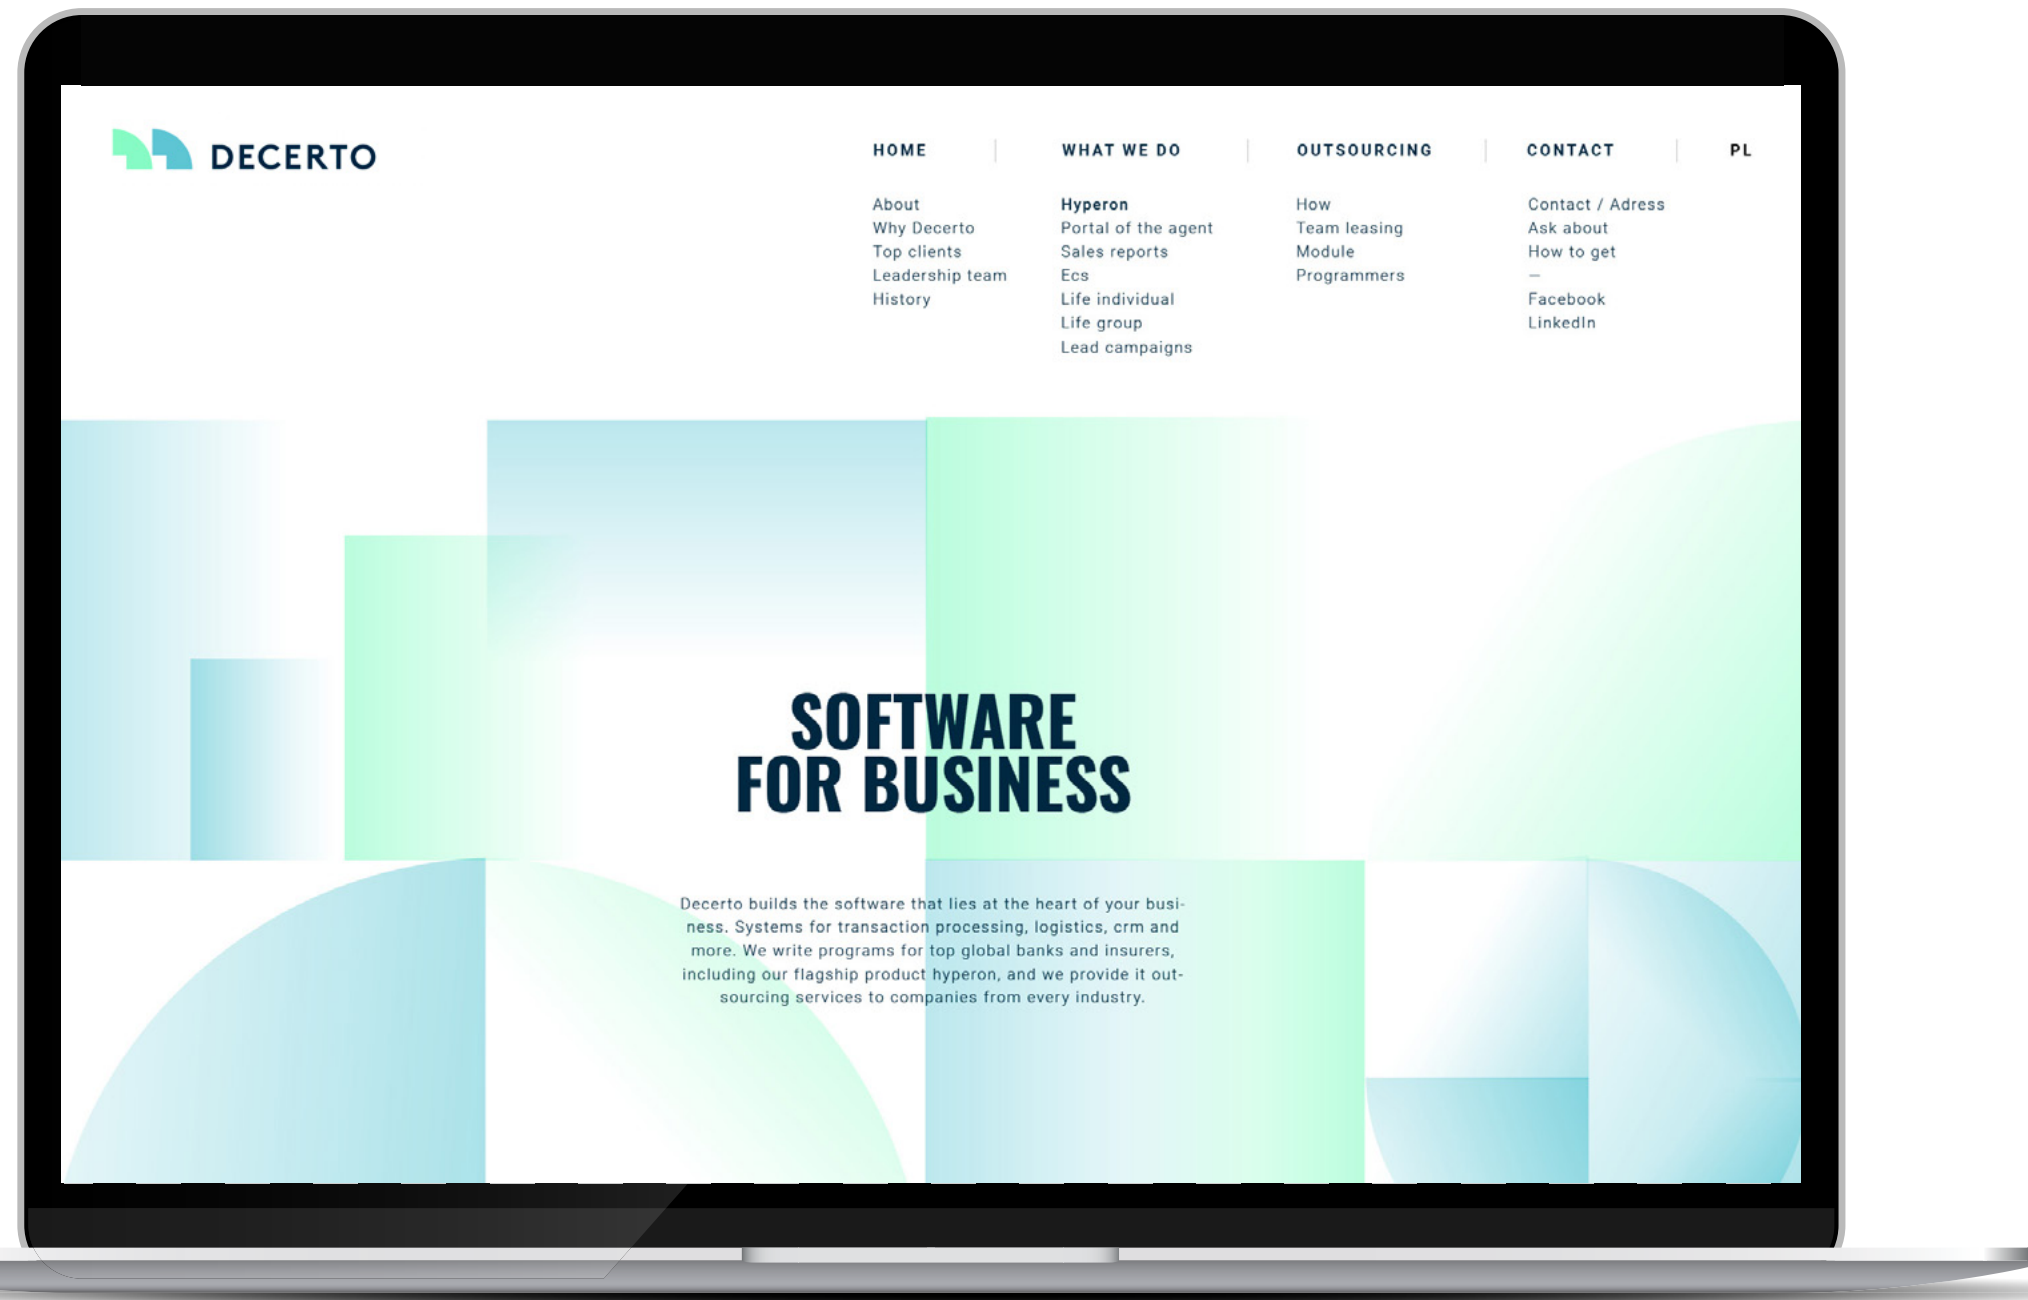 DECERTO
HOME
WHAT WE DO
OUTSOURCING
CONTACT
PL
About
Why Decerto
Top clients
Leadership team
History
Hyperon
Portal of the agent
Sales reports
Ecs
Life individual
Life group
Lead campaigns
How
Team leasing
Module
Programmers
Contact / Adress
Ask about
How to get
—
Facebook
LinkedIn
SOFTWARE
FOR BUSINESS
Decerto builds the software that lies at the heart of your busi-
ness. Systems for transaction processing, logistics, crm and
more. We write programs for top global banks and insurers,
including our flagship product hyperon, and we provide it out-
sourcing services to companies from every industry.